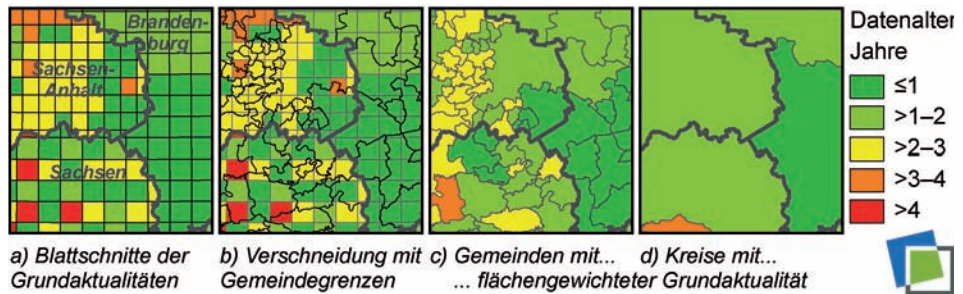 Branden-
burg
Sachsen-
Anhalt
Sachsen
Datenalter
Jahre
≤1
>1–2
>2–3
>3–4
>4
a) Blattschnitte der
Grundaktualitäten
b) Verschneidung mit
Gemeindegrenzen
c) Gemeinden mit...
d) Kreise mit...
... flächengewichteter Grundaktualität